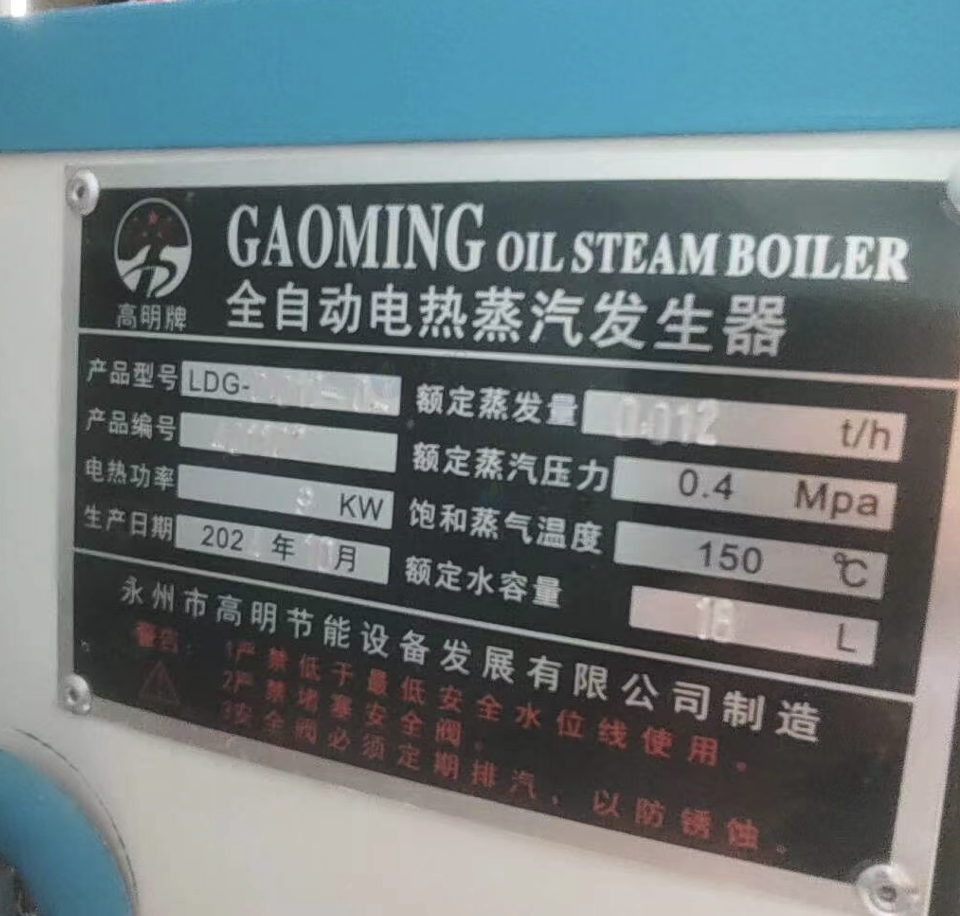 GAOMING OIL STEAM BOILER
高明牌
全自动电热蒸汽发生器
产品型号 LDG-
额定蒸发量 0.012 t/h
产品编号
额定蒸汽压力 0.4 Mpa
电热功率 9 KW
饱和蒸气温度 150 ℃
生产日期 202 年 月
额定水容量 18 L
永州市高明节能设备发展有限公司制造
警告: 1严禁低于最低安全水位线使用。
2严禁堵塞安全阀.
3安全阀必须定期排汽、以防锈蚀。